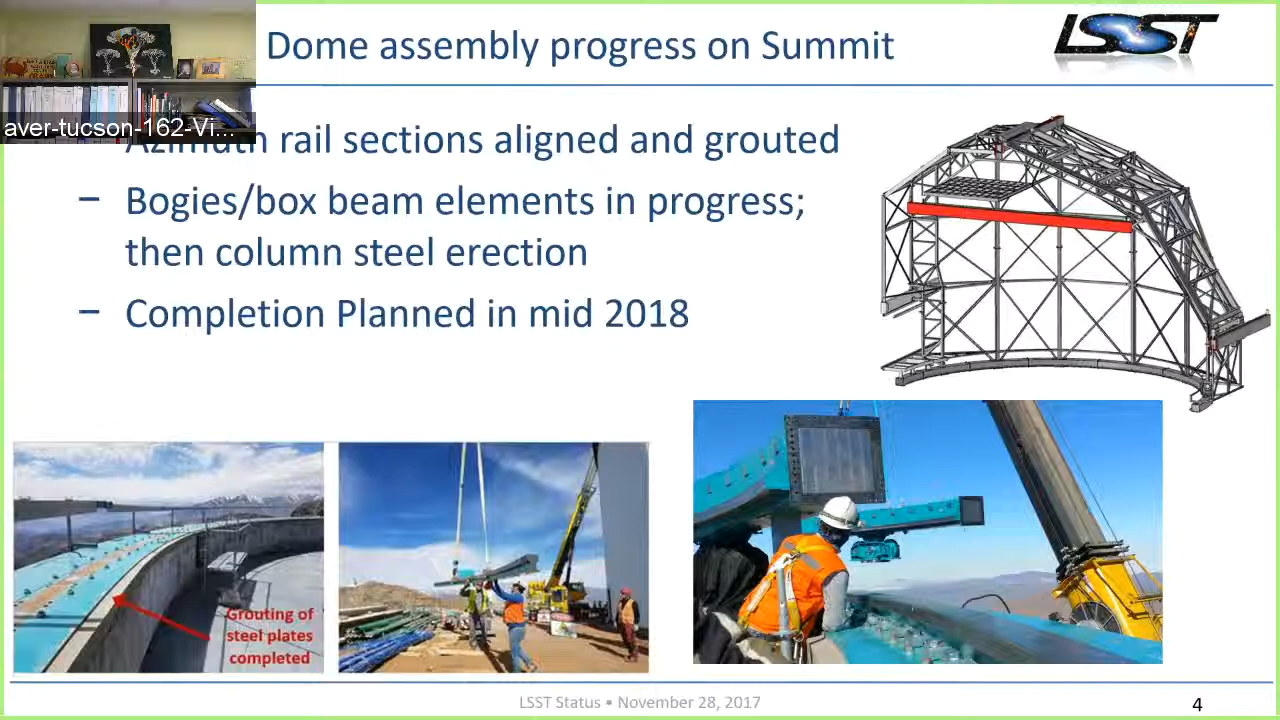 Dome assembly progress on Summit
LSST
aver-tucson-162-Vi...
Azimuth rail sections aligned and grouted
– Bogies/box beam elements in progress;
then column steel erection
– Completion Planned in mid 2018
Grouting of
steel plates
completed
LSST Status • November 28, 2017
4